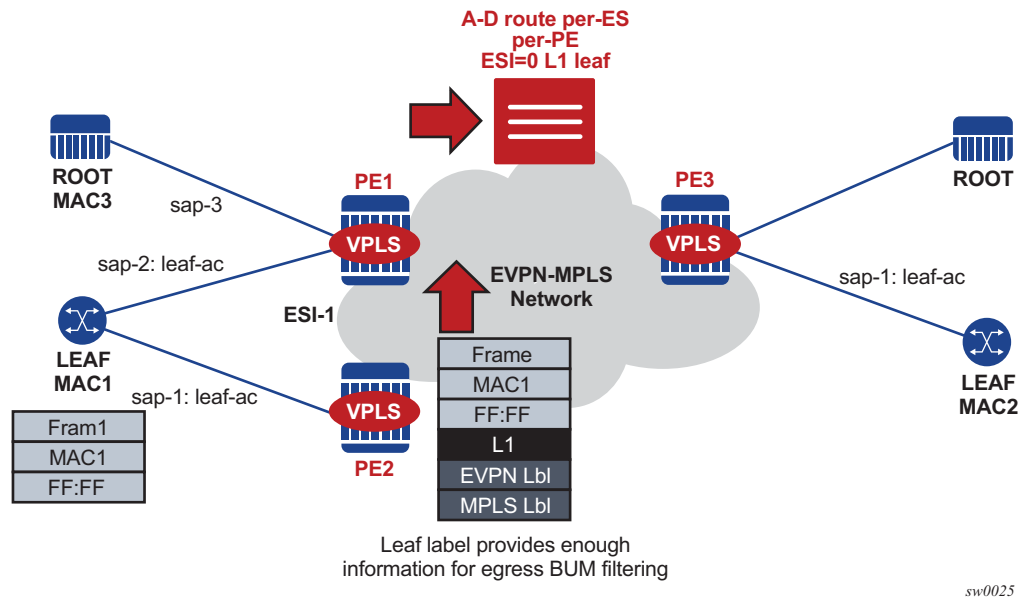 A-D route per-ES
per-PE
ESI=0 L1 leaf
ROOT
MAC3
sap-3
PE1
VPLS
PE3
VPLS
ROOT
sap-2: leaf-ac
EVPN-MPLS
Network
sap-1: leaf-ac
ESI-1
LEAF
MAC1
sap-1: leaf-ac
VPLS
PE2
LEAF
MAC2
Fram1
MAC1
FF:FF
Frame
MAC1
FF:FF
L1
EVPN Lbl
MPLS Lbl
Leaf label provides enough
information for egress BUM filtering
sw0025